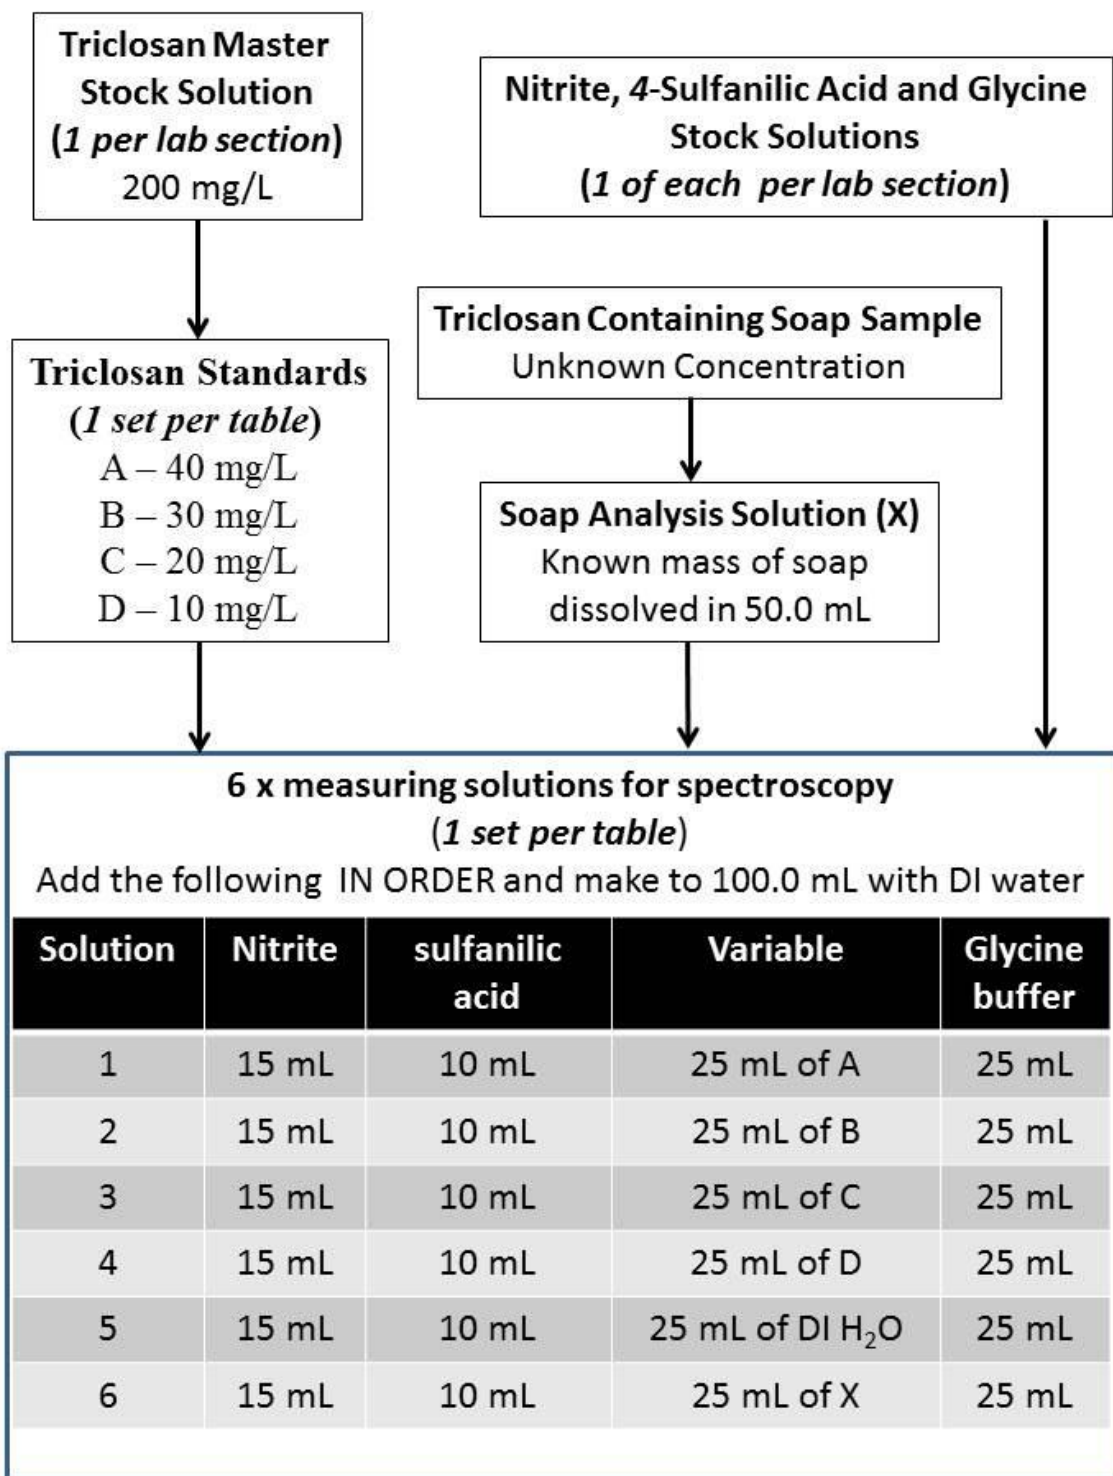 Triclosan Master
Stock Solution
(1 per lab section)
200 mg/L
Nitrite, 4-Sulfanilic Acid and Glycine
Stock Solutions
(1 of each per lab section)
Triclosan Containing Soap Sample
Unknown Concentration
Triclosan Standards
(1 set per table)
A – 40 mg/L
B – 30 mg/L
C – 20 mg/L
D – 10 mg/L
Soap Analysis Solution (X)
Known mass of soap
dissolved in 50.0 mL
6 x measuring solutions for spectroscopy
(1 set per table)
Add the following IN ORDER and make to 100.0 mL with DI water
Solution Nitrite sulfanilic acid Variable Glycine buffer
1 15 mL 10 mL 25 mL of A 25 mL
2 15 mL 10 mL 25 mL of B 25 mL
3 15 mL 10 mL 25 mL of C 25 mL
4 15 mL 10 mL 25 mL of D 25 mL
5 15 mL 10 mL 25 mL of DI H₂O 25 mL
6 15 mL 10 mL 25 mL of X 25 mL